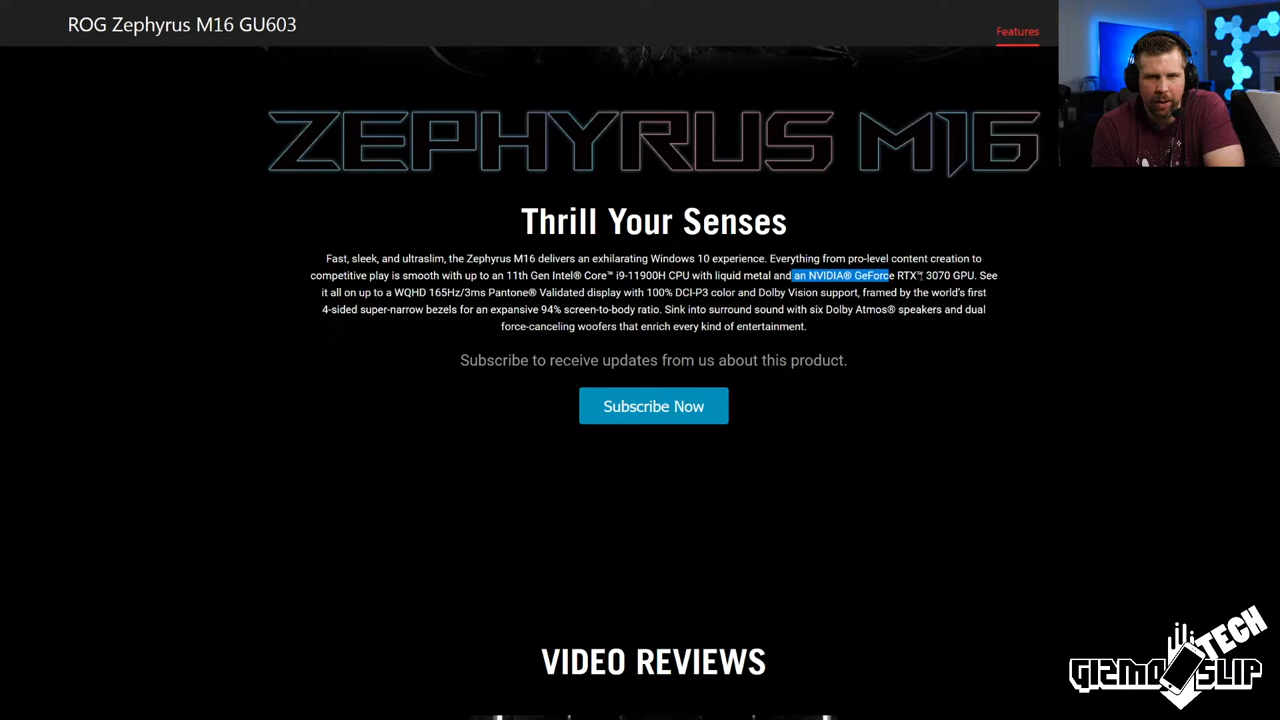 ROG Zephyrus M16 GU603
Features
ZEPHYRUS M16
Thrill Your Senses
Fast, sleek, and ultraslim, the Zephyrus M16 delivers an exhilarating Windows 10 experience. Everything from pro-level content creation to
competitive play is smooth with up to an 11th Gen Intel® Core™ i9-11900H CPU with liquid metal and an NVIDIA® GeForce RTX™ 3070 GPU. See
it all on up to a WQHD 165Hz/3ms Pantone® Validated display with 100% DCI-P3 color and Dolby Vision support, framed by the world's first
4-sided super-narrow bezels for an expansive 94% screen-to-body ratio. Sink into surround sound with six Dolby Atmos® speakers and dual
force-canceling woofers that enrich every kind of entertainment.
Subscribe to receive updates from us about this product.
Subscribe Now
VIDEO REVIEWS
TECH
GIZMO SLIP